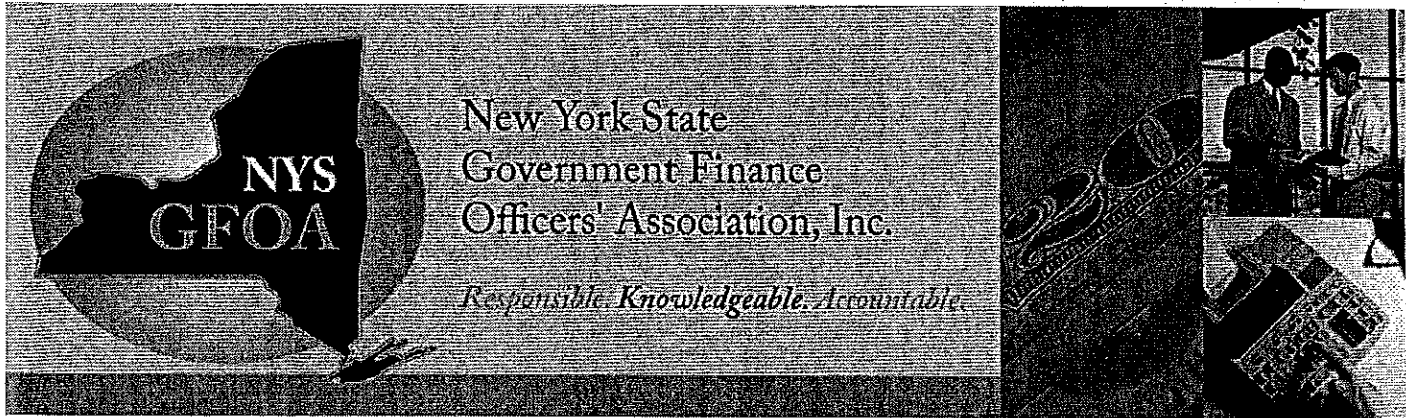 NYS
GFOA
New York State
Government Finance
Officers' Association, Inc.
Responsible. Knowledgeable. Accountable.